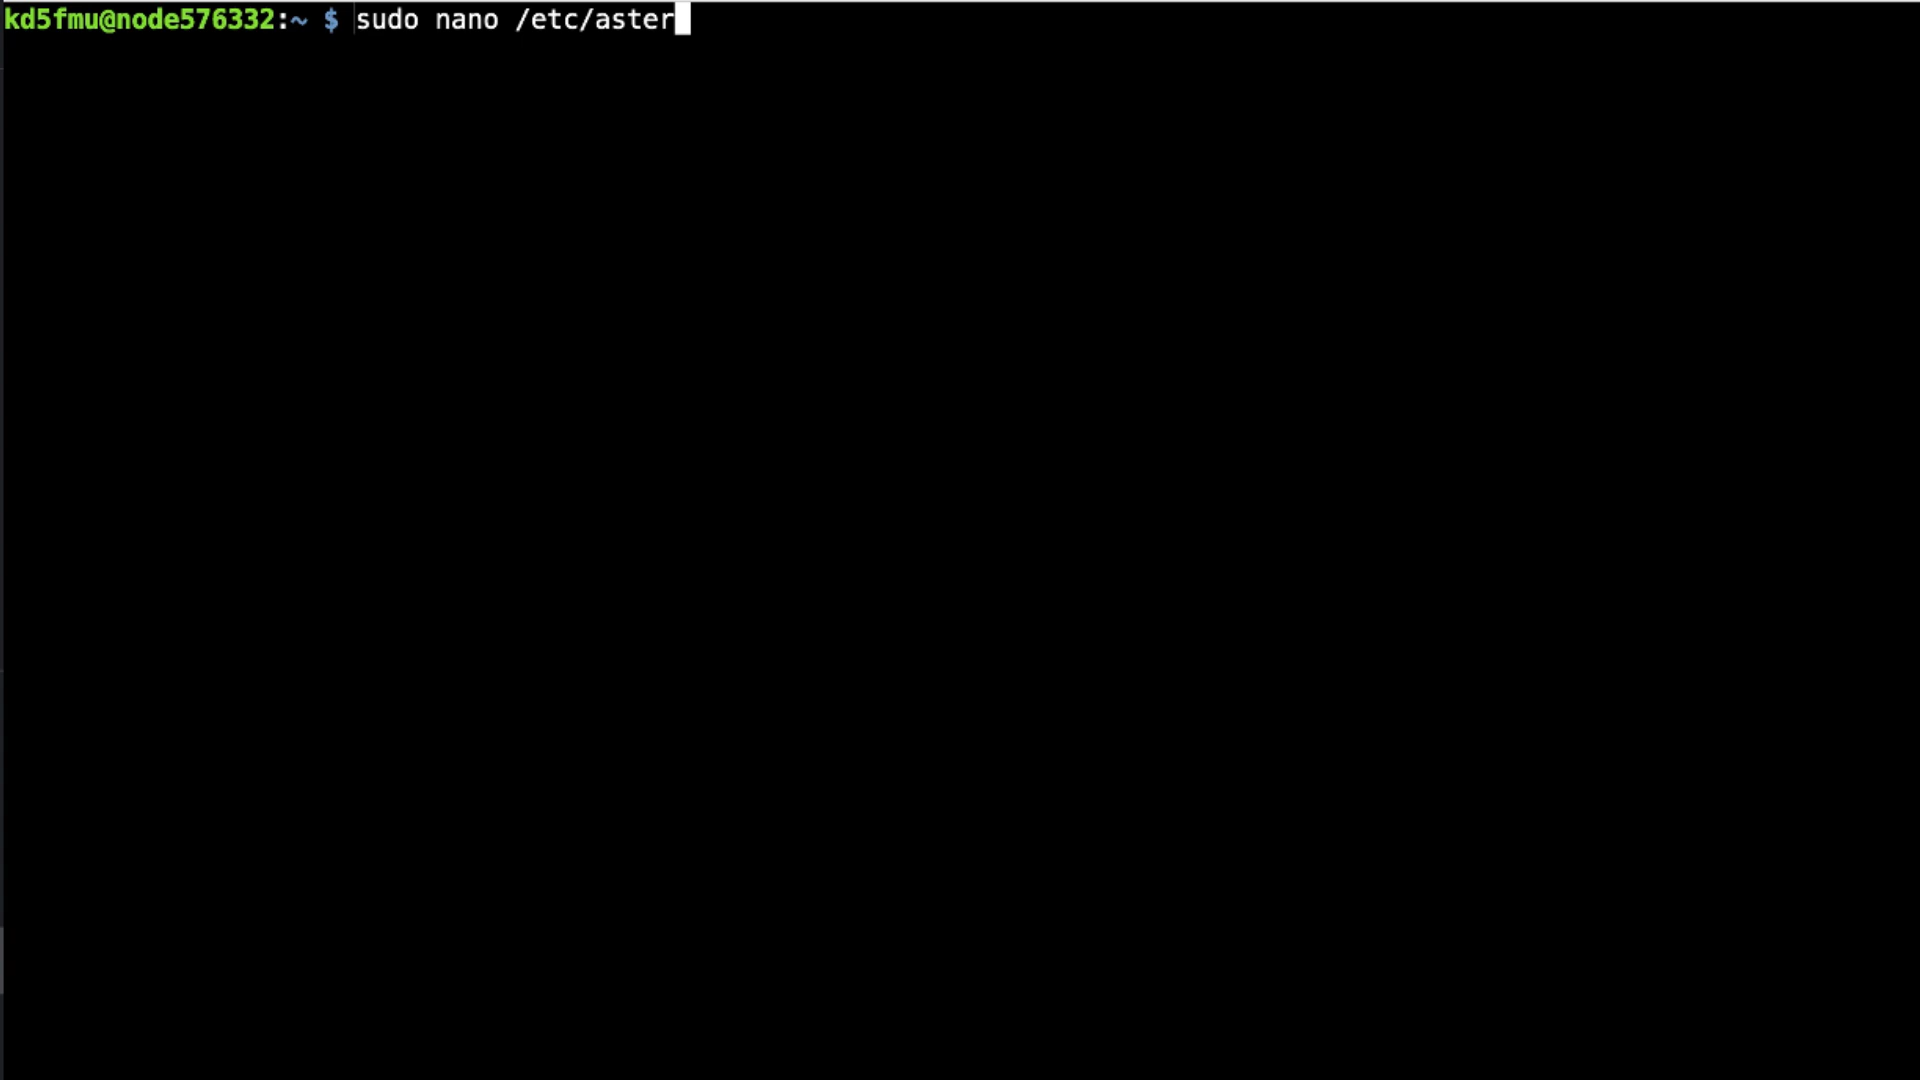 kd5fmu@node576332:~ $ sudo nano /etc/aster